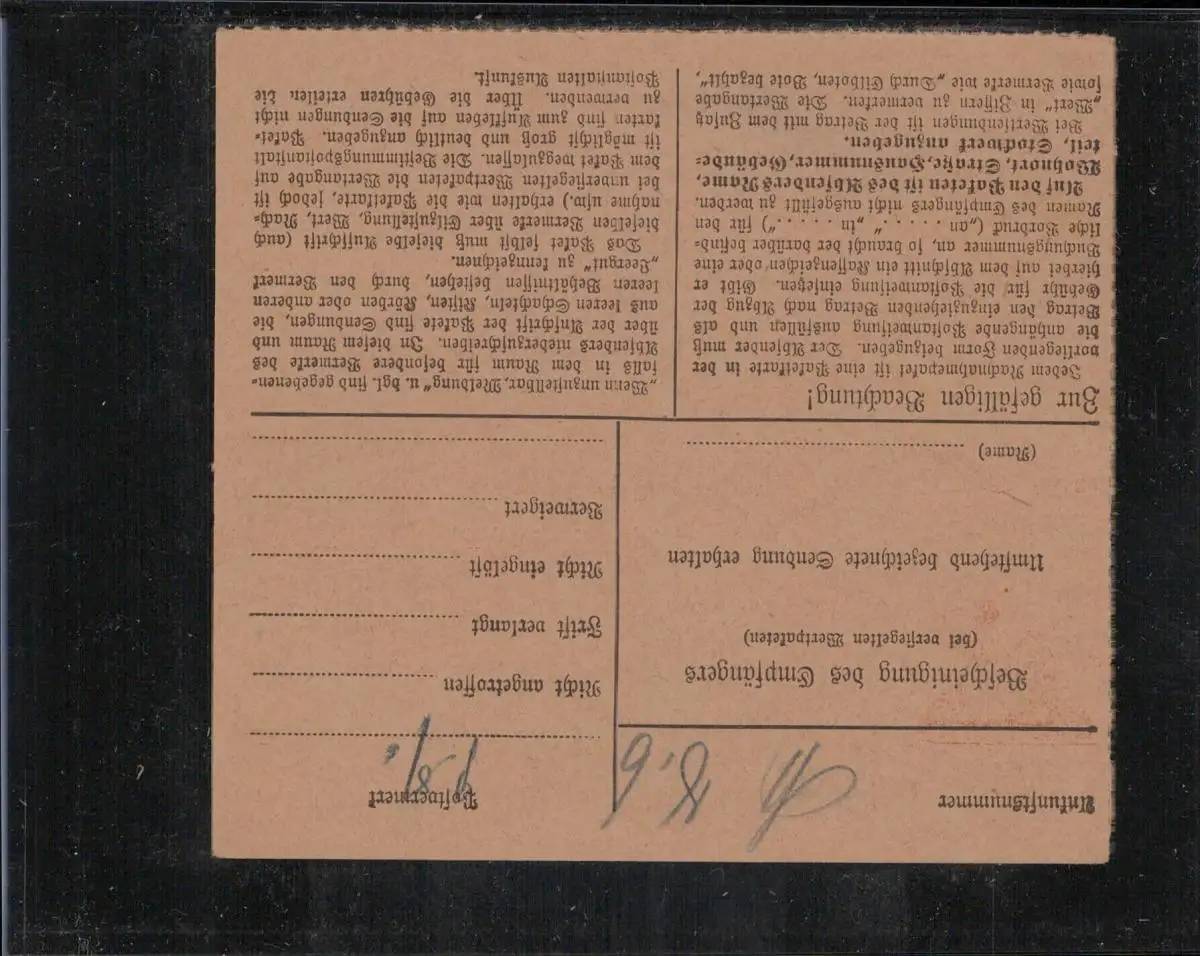 Ankunftsnummer
Bescheinigung des Empfängers
(bei versiegelten Wertpaketen)
Umstehend bezeichnete Sendung erhalten
(Name)
Postvermerk
Nicht angetroffen
Frist verlangt
Nicht eingelöst
Verweigert
Zur gefälligen Beachtung!
Jedem Nachnahmepaket ist eine Paketkarte in der
vorliegenden Form beizugeben. Der Absender muß
die anhängende Postanweisung ausfüllen und als
Betrag den einzuziehenden Betrag nach Abzug der
Gebühr für die Postanweisung einsetzen. Gibt er
hierbei auf dem Abschnitt ein Kassenzeichen oder eine
Buchungsnummer an, so braucht der darüber befind-
liche Vordruck („an . . . . . .“ „in . . . . .“) für den
Namen des Empfängers nicht ausgefüllt zu werden.
Auf den Paketen ist des Absenders Name,
Wohnort, Straße, Hausnummer, Gebäude-
teil, Stockwerk anzugeben.
Bei Wertsendungen ist der Betrag mit dem Zusatz
„Wert“ in Ziffern zu vermerken. Die Wertangabe
sowie Vermerke wie „Durch Eilboten, Bote bezahlt“,
„Wenn unzustellbar, Meldung“ u. dgl. sind gegebenen-
falls in dem Raum für besondere Vermerke des
Absenders niederzuschreiben. In diesem Raum und
über der Aufschrift der Pakete sind Sendungen, die
aus leeren Schachteln, Kisten, Körben oder anderen
leeren Behältnissen bestehen, durch den Vermerk
„Leergut“ zu kennzeichnen.
Das Paket selbst muß dieselbe Aufschrift (auch
dieselben Vermerke über Eilzustellung, Wert, Nach-
nahme usw.) erhalten wie die Paketkarte, jedoch ist
bei unversiegelten Wertpaketen die Wertangabe auf
dem Paket wegzulassen. Die Bestimmungspostanstalt
ist möglichst groß und deutlich anzugeben. Paket-
karten sind zum Aufkleben auf die Sendungen nicht
zu verwenden. Über die Gebühren erteilen die
Postanstalten Auskunft.